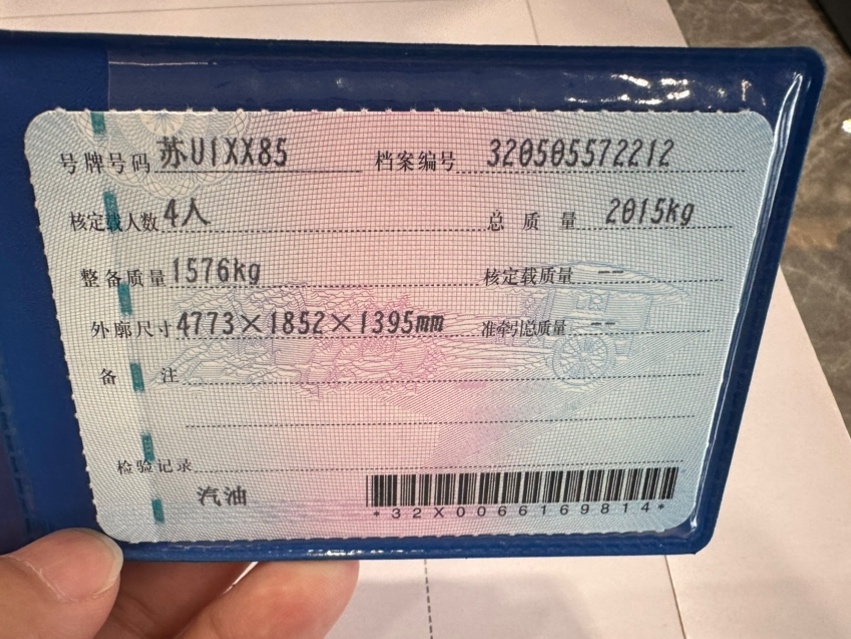 号牌号码 苏U1XX85 档案编号 320505572212
核定载人数 4人 总质量 2015kg
整备质量 1576kg 核定载质量 --
外廓尺寸 4773×1852×1395mm 准牵引总质量 --
备注
检验记录
汽油
*32X0066169814*